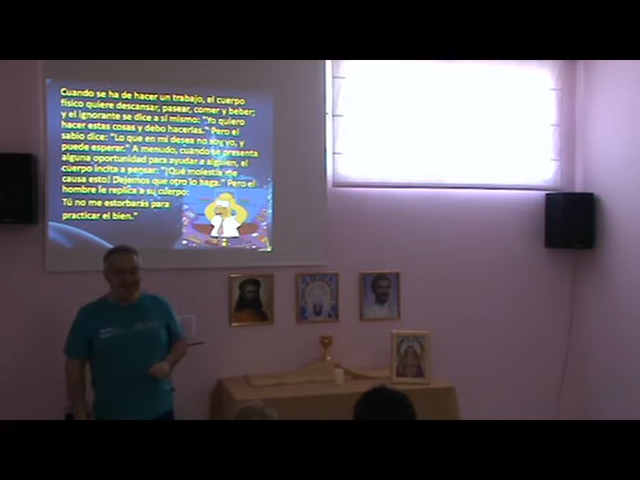 Cuando se ha de hacer un trabajo, el cuerpo
físico quiere descansar, pasear, comer y beber;
y el ignorante se dice a sí mismo: "Yo quiero
hacer estas cosas y debo hacerlas." Pero el
sabio dice: "Lo que en mí desea no soy yo, y
puede esperar." A menudo, cuando se presenta
alguna oportunidad para ayudar a alguien, el
cuerpo incita a pensar: "¡Qué molestia me
causa esto! Dejemos que otro lo haga." Pero el
hombre le replica a su cuerpo:
Tú no me estorbarás para
practicar el bien."